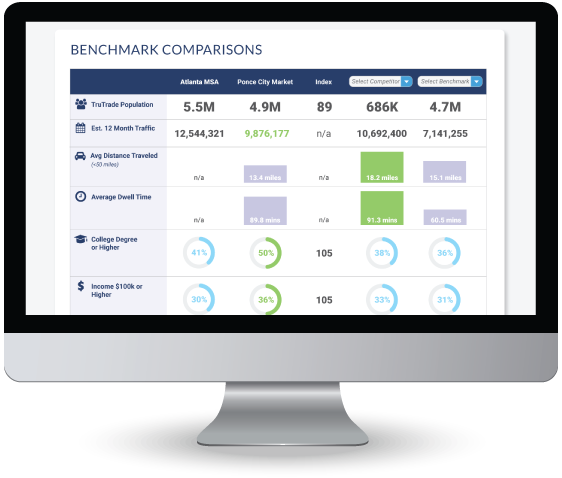 BENCHMARK COMPARISONS
Atlanta MSA Ponce City Market Index Select Competitor Select Benchmark
TruTrade Population 5.5M 4.9M 89 686K 4.7M
Est. 12 Month Traffic 12,544,321 9,876,177 n/a 10,692,400 7,141,255
Avg Distance Traveled
(<50 miles)
n/a 13.4 miles n/a 18.2 miles 15.1 miles
Average Dwell Time
n/a 89.8 mins n/a 91.3 mins 60.5 mins
College Degree
or Higher
41% 50% 105 38% 36%
Income $100k or
Higher
30% 36% 105 33% 31%